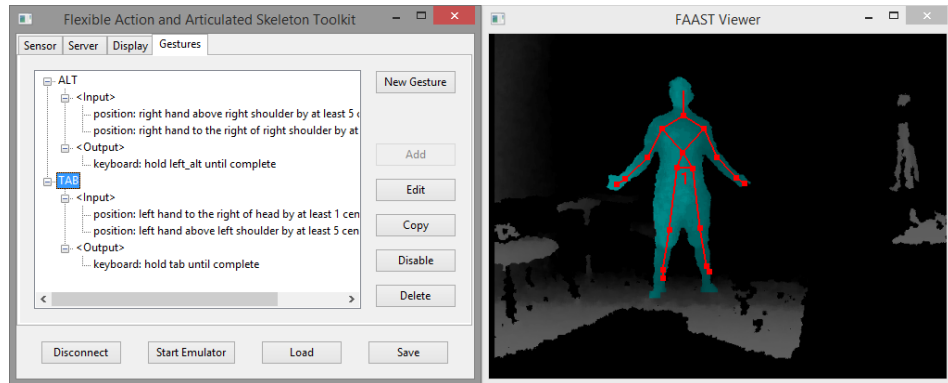 Flexible Action and Articulated Skeleton Toolkit
Sensor Server Display Gestures
ALT
<Input>
position: right hand above right shoulder by at least 5 c
position: right hand to the right of right shoulder by at
<Output>
keyboard: hold left_alt until complete
TAB
<Input>
position: left hand to the right of head by at least 1 cen
position: left hand above left shoulder by at least 5 cen
<Output>
keyboard: hold tab until complete
New Gesture
Add
Edit
Copy
Disable
Delete
Disconnect Start Emulator Load Save
FAAST Viewer